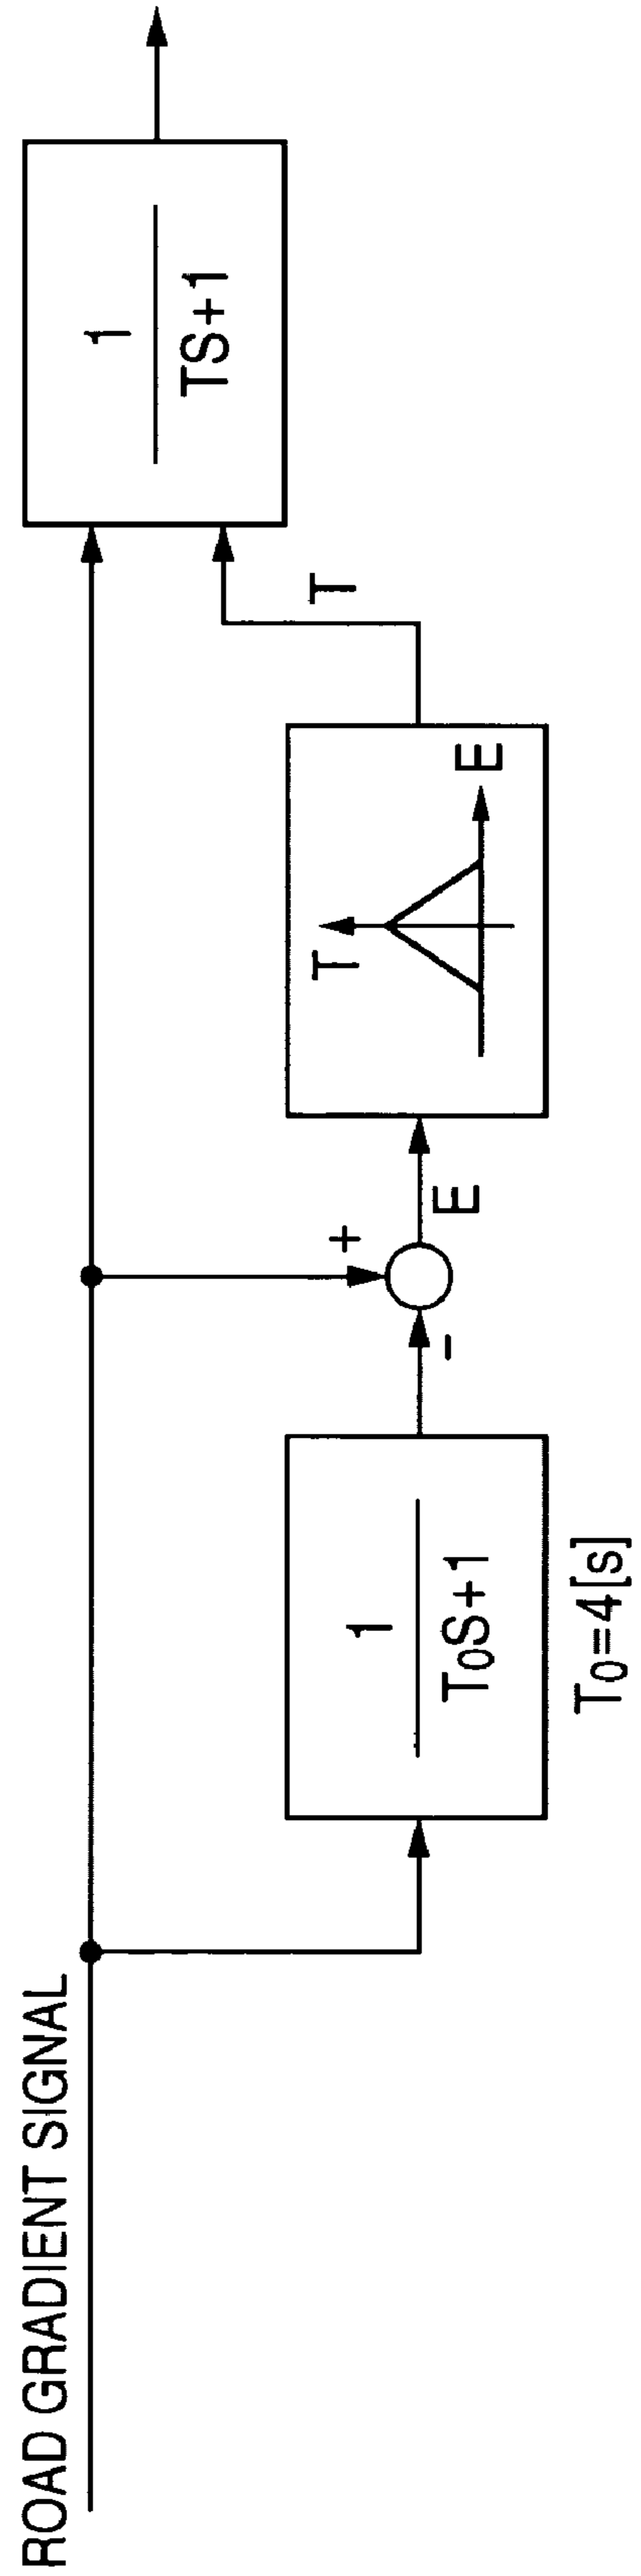 ROAD GRADIENT SIGNAL
1
T₀S+1
T₀=4[s]
-
+
E
T
E
T
1
TS+1